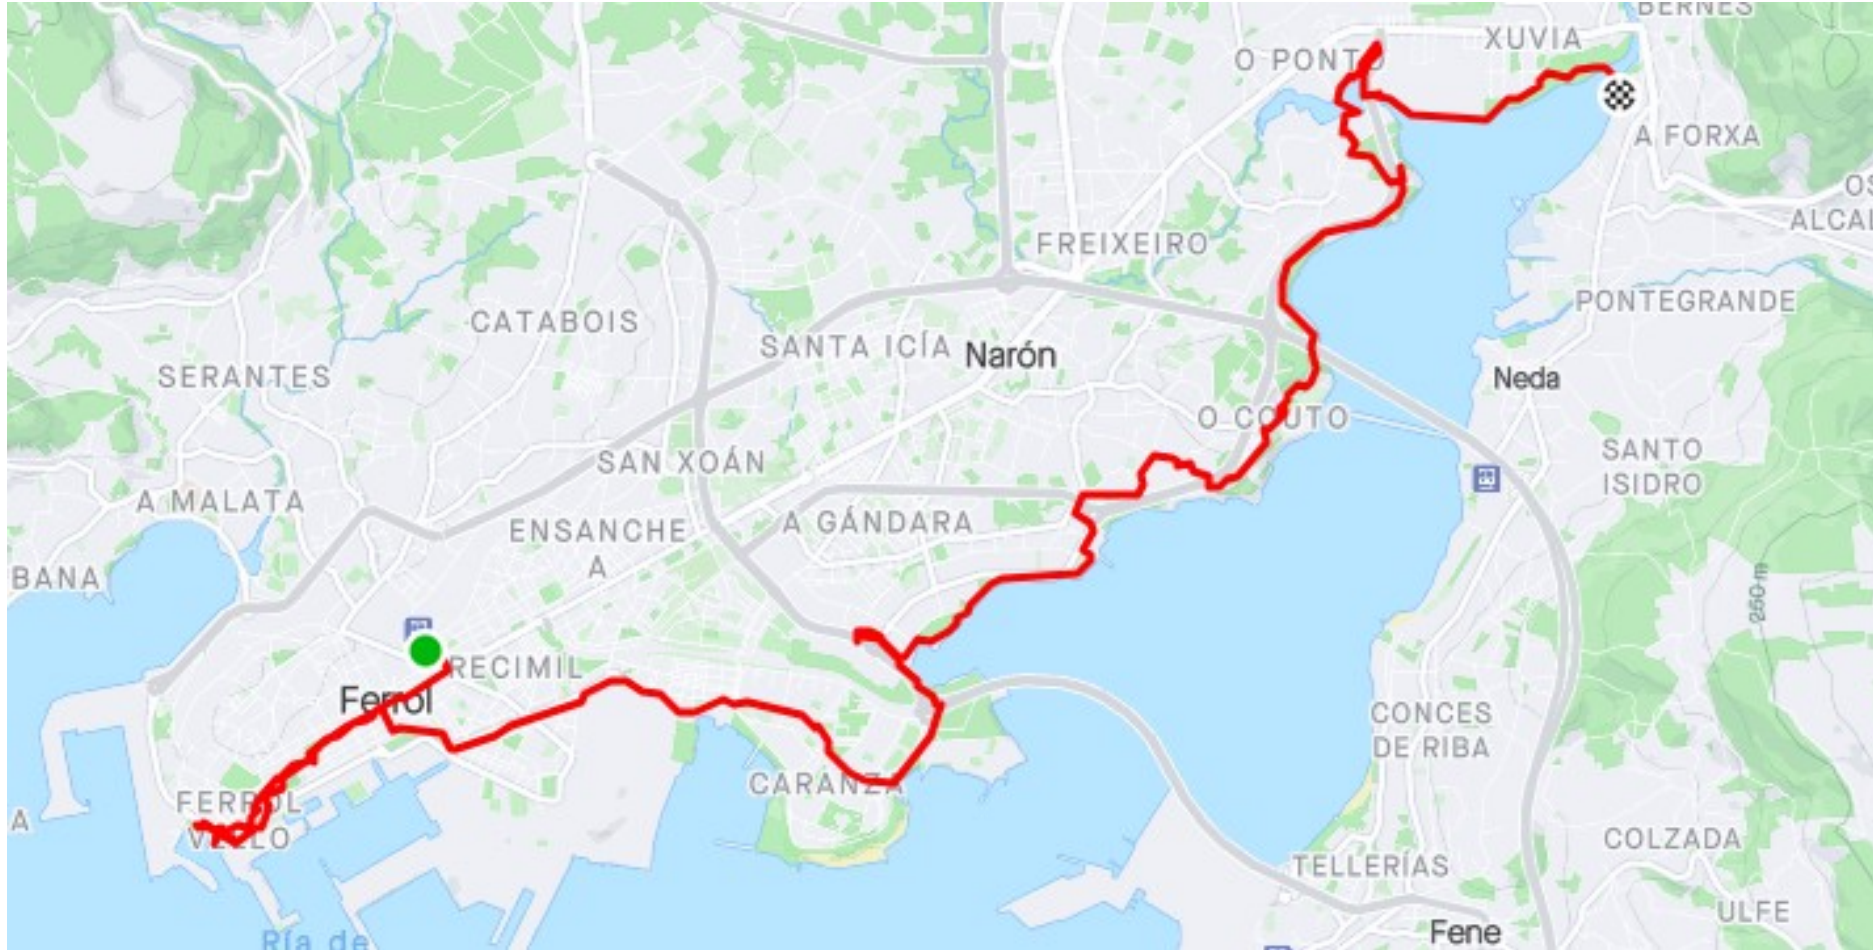 BERNES
XUVIA
O PONTO
A FORXA
OS
ALCAL
FREIXEIRO
PONTEGRANDE
CATABOIS
SANTA ICÍA
Narón
SERANTES
Neda
O COUTO
SAN XOÁN
SANTO
ISIDRO
A MALATA
ENSANCHE
A
A GÁNDARA
BANA
250 m
RECIMIL
Ferrol
CONCES
DE RIBA
CARANZA
FERROL
VELLO
A
COLZADA
TELLERÍAS
ULFE
Fene
Ría de